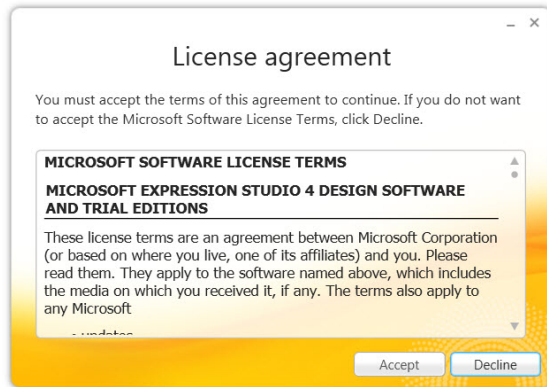 License agreement
You must accept the terms of this agreement to continue. If you do not want
to accept the Microsoft Software License Terms, click Decline.
MICROSOFT SOFTWARE LICENSE TERMS
MICROSOFT EXPRESSION STUDIO 4 DESIGN SOFTWARE
AND TRIAL EDITIONS
These license terms are an agreement between Microsoft Corporation
(or based on where you live, one of its affiliates) and you. Please
read them. They apply to the software named above, which includes
the media on which you received it, if any. The terms also apply to
any Microsoft
• updates
Accept Decline